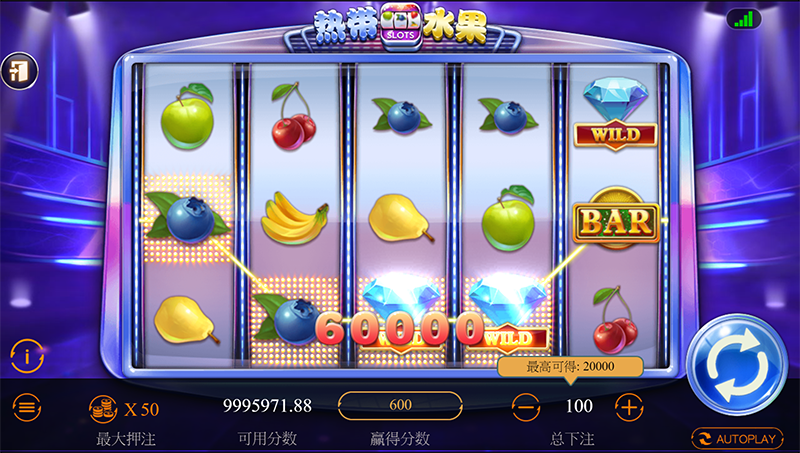 热带 SLOTS 水果
WILD
BAR
60000
WILD
WILD
最高可得: 20000
X 50
9995971.88
600
100
最大押注
可用分数
赢得分数
总下注
AUTOPLAY